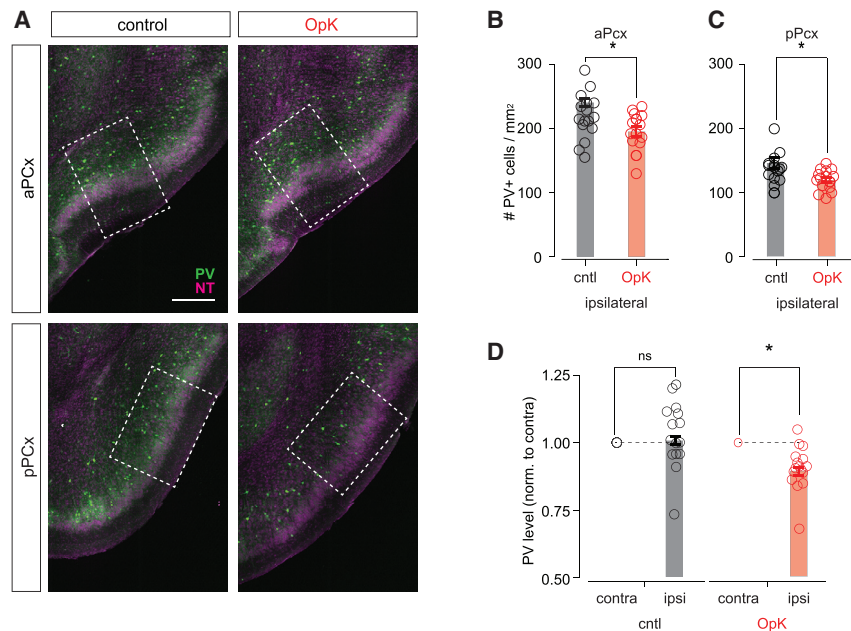 A
control
OpK
aPCx
pPCx
PV
NT
B
aPcx
*
# PV+ cells / mm2
300
200
100
0
cntl
OpK
ipsilateral
C
pPcx
*
300
200
100
0
cntl
OpK
ipsilateral
D
ns
*
PV level (norm. to contra)
1.25
1.00
0.75
0.50
contra
ipsi
contra
ipsi
cntl
OpK